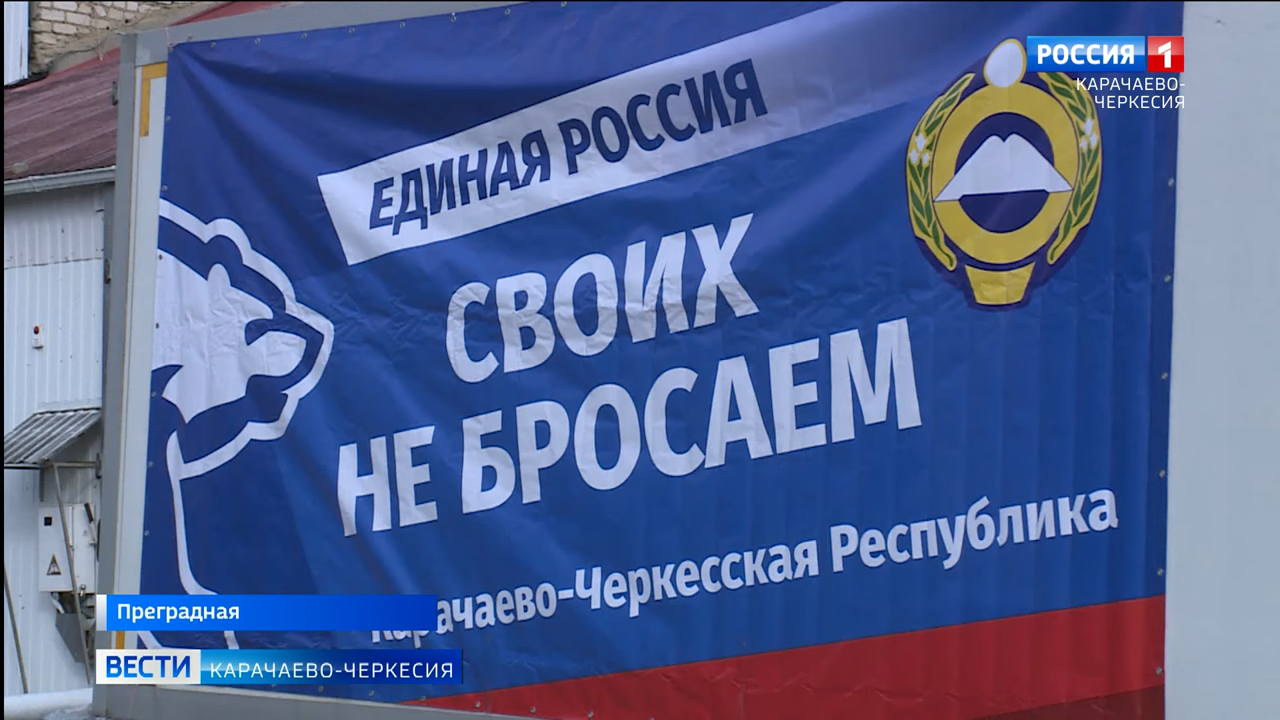 РОССИЯ 1
КАРАЧАЕВО-
ЧЕРКЕСИЯ
ЕДИНАЯ РОССИЯ
СВОИХ
НЕ БРОСАЕМ
Карачаево-Черкесская Республика
Преградная
ВЕСТИ КАРАЧАЕВО-ЧЕРКЕСИЯ